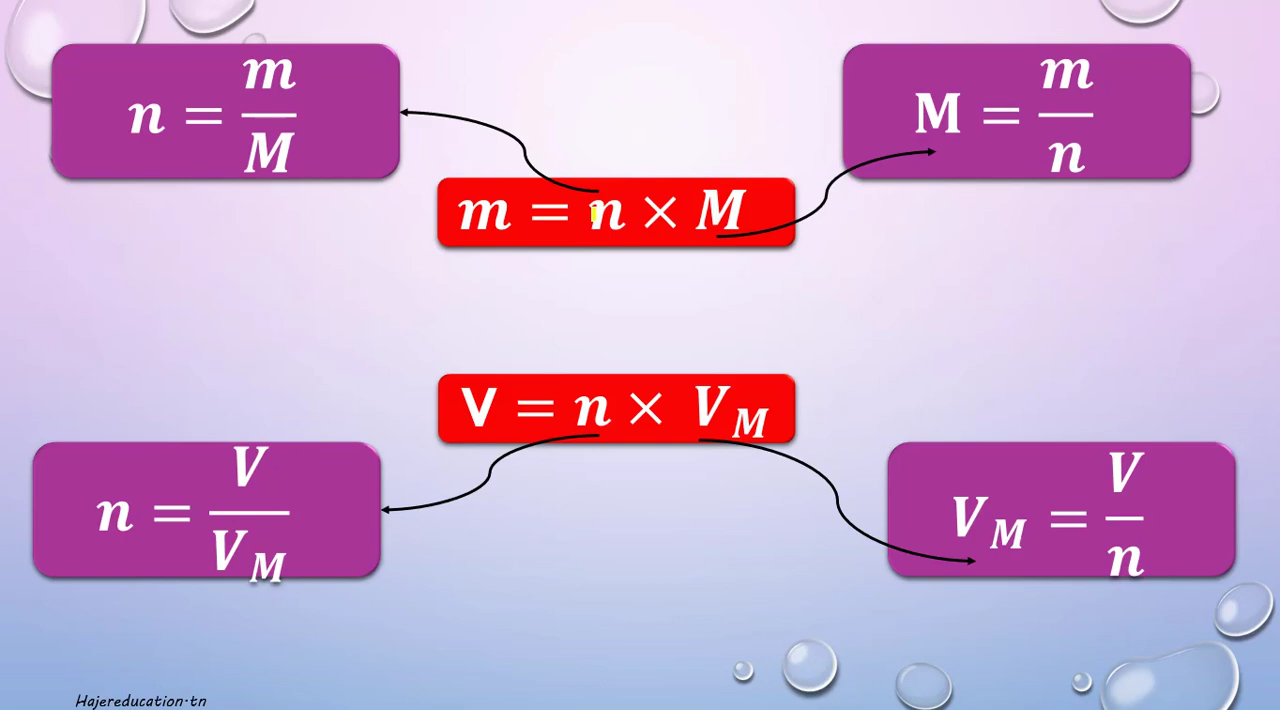 n = m/M
M = m/n
m = n × M
V = n × V_M
n = V/V_M
V_M = V/n
Hajereducation.tn